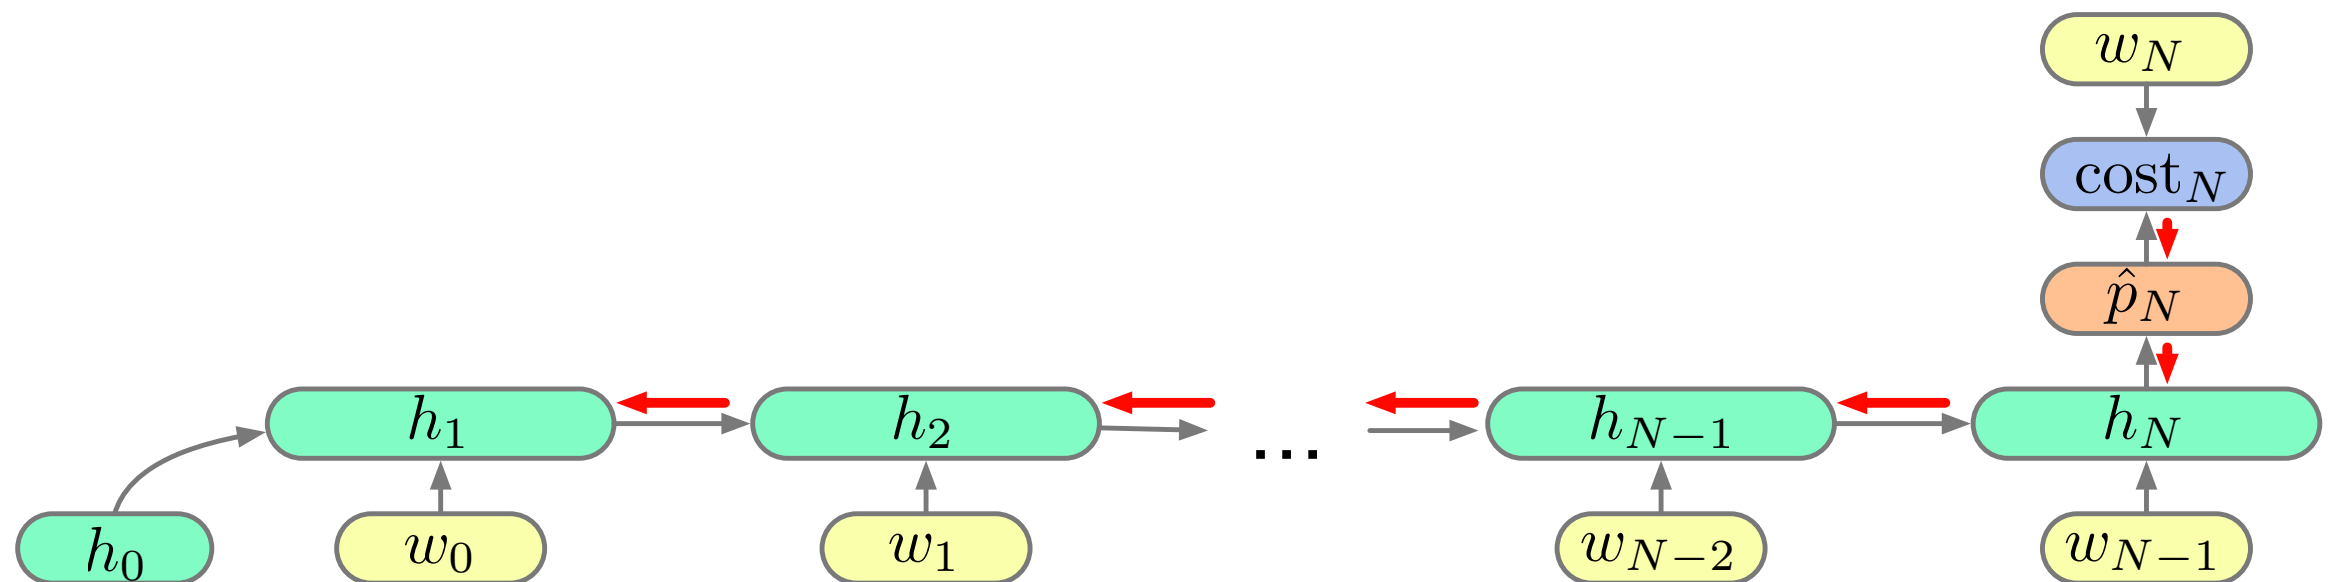 w_N
cost_N
p̂_N
h_1 h_2 ... h_{N−1} h_N
h_0 w_0 w_1 w_{N−2} w_{N−1}